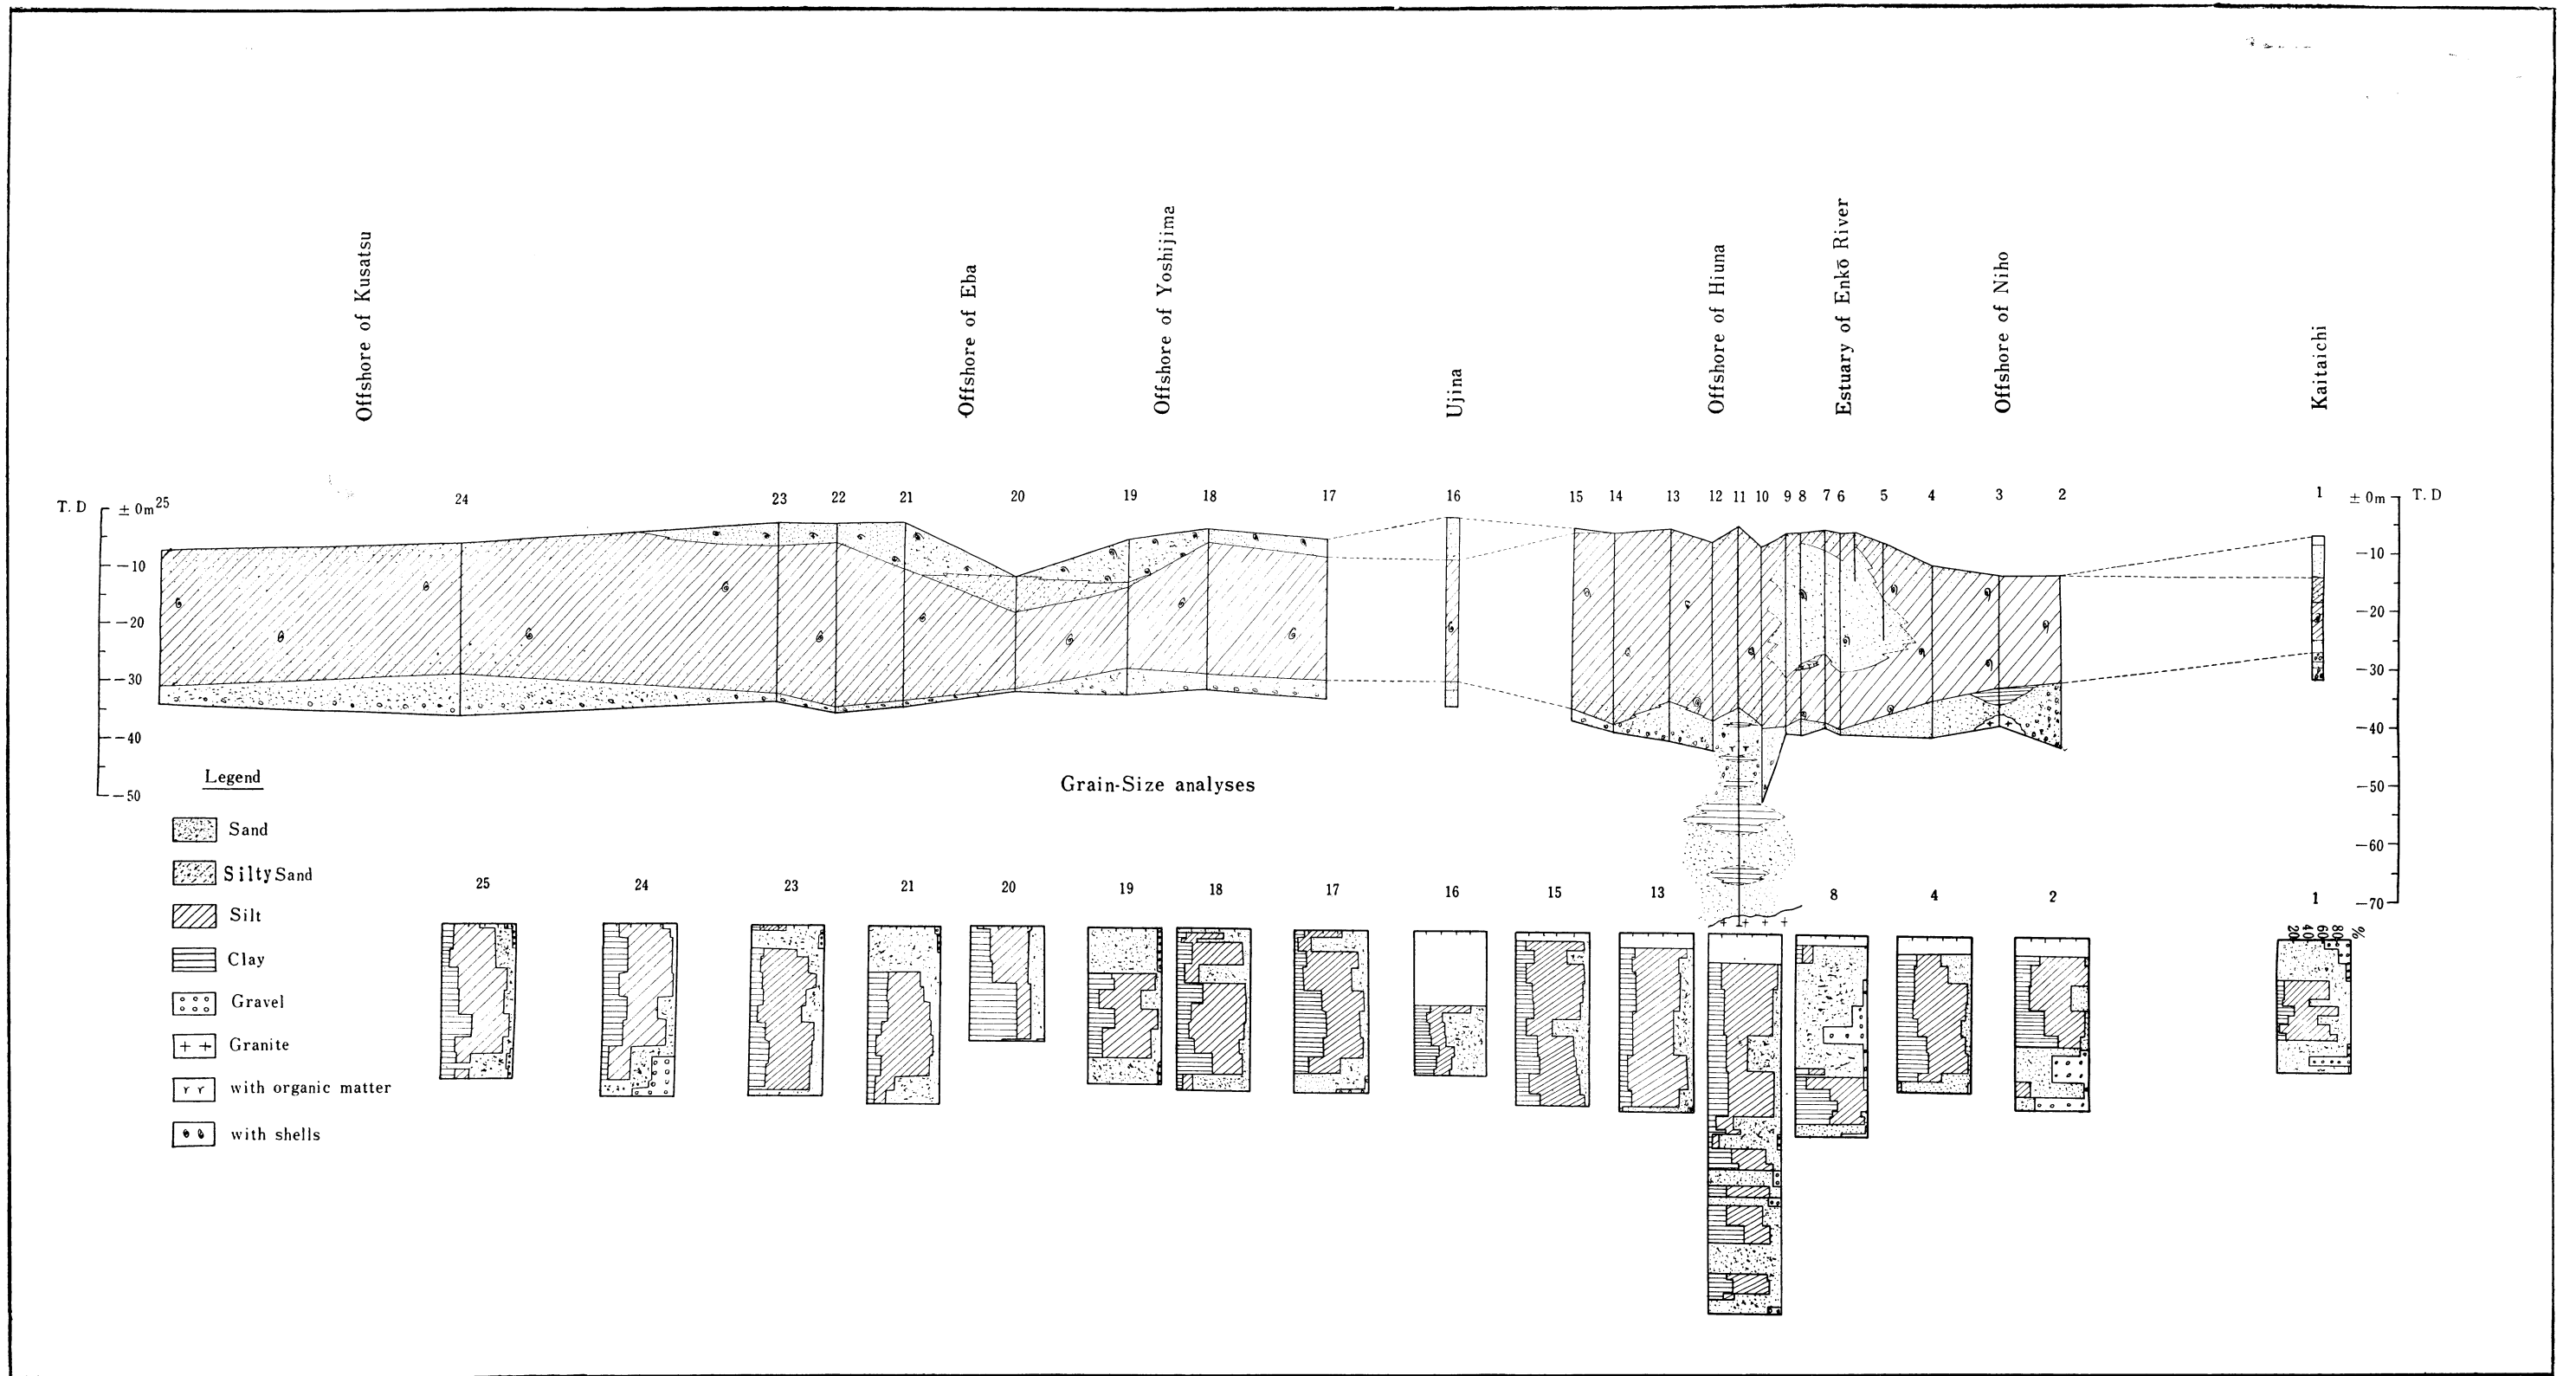 Offshore of Kusatsu
Offshore of Eba
Offshore of Yoshijima
Ujina
Offshore of Hiuna
Estuary of Enkō River
Offshore of Niho
Kaitaichi
T.D ± 0m 25 24 23 22 21 20 19 18 17 16 15 14 13 12 11 10 9 8 7 6 5 4 3 2 1 ± 0m T.D
−10 −10
−20 −20
−30 −30
−40 −40
−50 −50
−60
−70
Legend
Sand
Silty Sand
Silt
Clay
Gravel
Granite
with organic matter
with shells
Grain-Size analyses
25 24 23 21 20 19 18 17 16 15 13 8 4 2 1
20 40 60 80 %